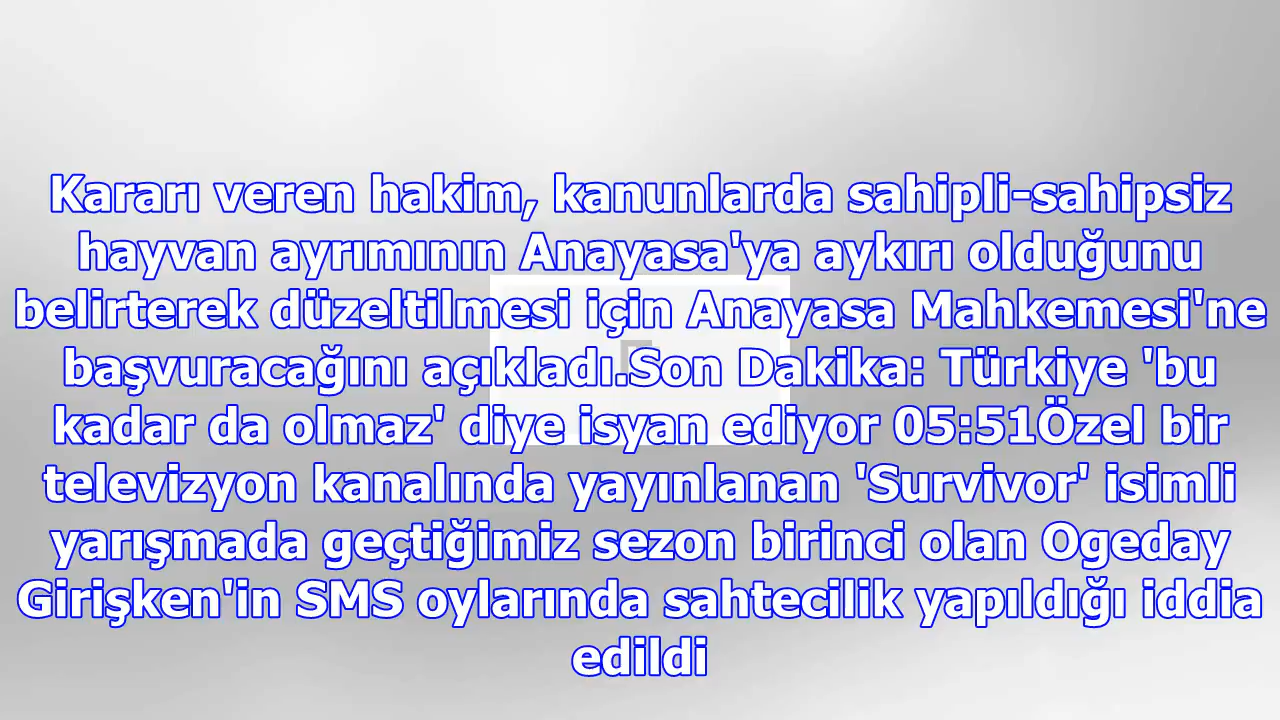 Kararı veren hakim, kanunlarda sahipli-sahipsiz
hayvan ayrımının Anayasa'ya aykırı olduğunu
belirterek düzeltilmesi için Anayasa Mahkemesi'ne
başvuracağını açıkladı.Son Dakika: Türkiye 'bu
kadar da olmaz' diye isyan ediyor 05:51Özel bir
televizyon kanalında yayınlanan 'Survivor' isimli
yarışmada geçtiğimiz sezon birinci olan Ogeday
Girişken'in SMS oylarında sahtecilik yapıldığı iddia
edildi